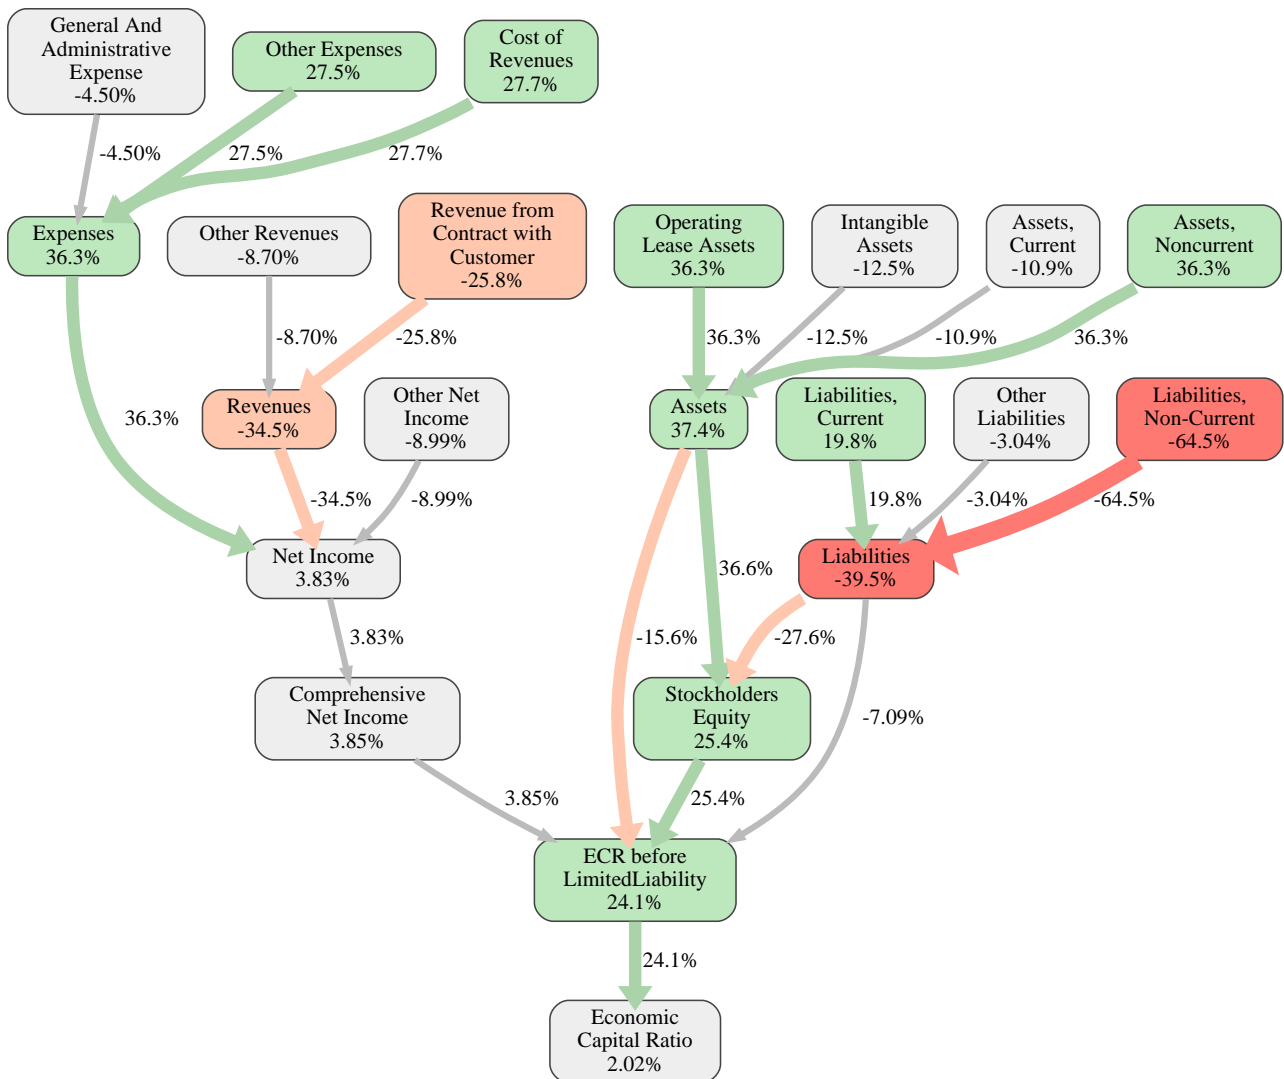 General And
Administrative
Expense
-4.50%
Other Expenses
27.5%
Cost of
Revenues
27.7%
-4.50%
27.5%
27.7%
Expenses
36.3%
Other Revenues
-8.70%
Revenue from
Contract with
Customer
-25.8%
Operating
Lease Assets
36.3%
Intangible
Assets
-12.5%
Assets,
Current
-10.9%
Assets,
Noncurrent
36.3%
-8.70%
-25.8%
36.3%
-12.5%
-10.9%
36.3%
36.3%
Revenues
-34.5%
Other Net
Income
-8.99%
Assets
37.4%
Liabilities,
Current
19.8%
Other
Liabilities
-3.04%
Liabilities,
Non-Current
-64.5%
-34.5%
-8.99%
19.8%
-3.04%
-64.5%
Net Income
3.83%
36.6%
Liabilities
-39.5%
3.83%
-15.6%
-27.6%
Comprehensive
Net Income
3.85%
Stockholders
Equity
25.4%
-7.09%
3.85%
25.4%
ECR before
LimitedLiability
24.1%
24.1%
Economic
Capital Ratio
2.02%